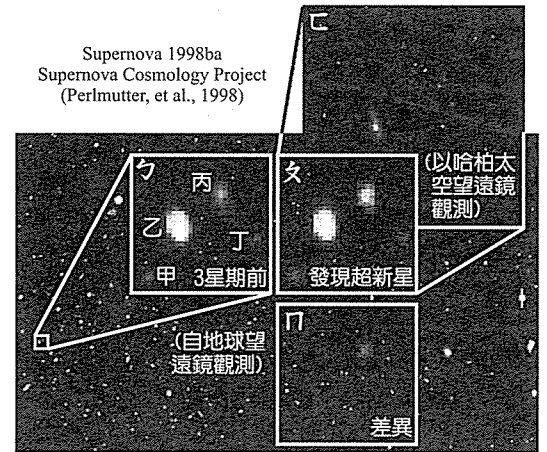 Supernova 1998ba
Supernova Cosmology Project
(Perlmutter, et al., 1998)
ㄈ
ㄅ
丙
乙
丁
甲
3星期前
ㄆ
發現超新星
(以哈柏太
空望遠鏡
觀測)
(自地球望
遠鏡觀測)
ㄇ
差異